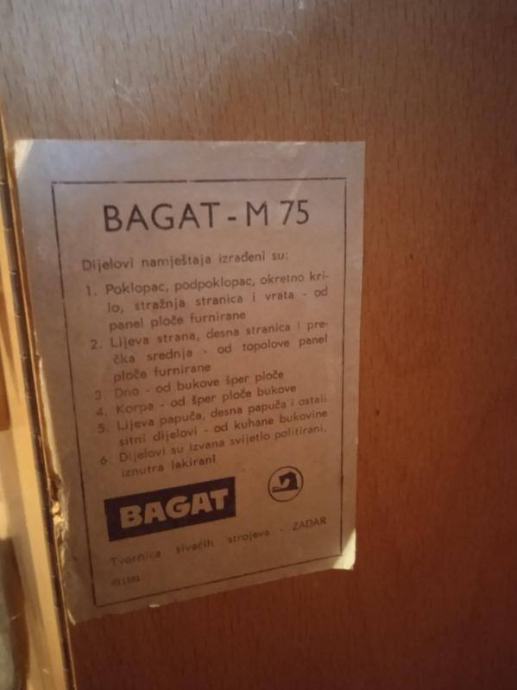 BAGAT - M 75
Dijelovi namještaja izrađeni su:
1. Poklopac, podpoklopac, okretno kri-
lo, stražnja stranica i vrata - od
panel ploče furnirane
2. Lijeva strana, desna stranica i pre-
čka srednja - od topolove panel
ploče furnirane
3 Dno - od bukove šper ploče
4. Korpa - od šper ploče bukove
5. Lijeva papuča, desna papuča i ostali
sitni dijelovi - od kuhane bukovine
6 Dijelovi su izvana svijetlo politirani,
iznutra lakirani
BAGAT
Tvornica šivaćih strojeva - ZADAR